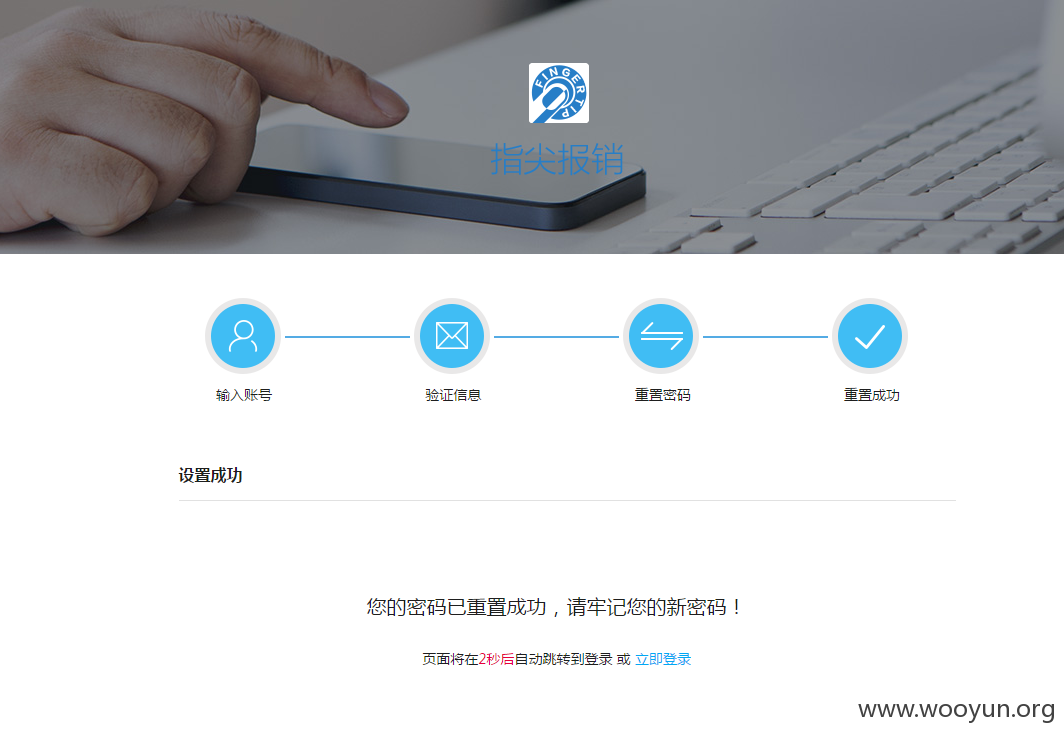 FINGERTIP
指尖报销
输入账号
验证信息
重置密码
重置成功
设置成功
您的密码已重置成功，请牢记您的新密码！
页面将在2秒后自动跳转到登录 或 立即登录
www.wooyun.org